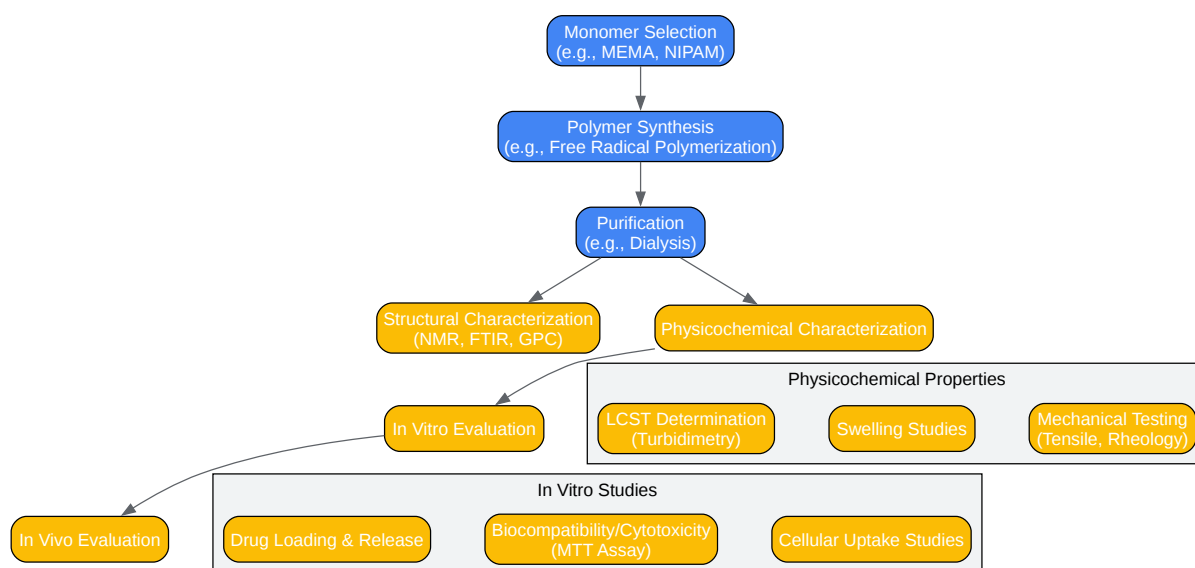 Monomer Selection
(e.g., MEMA, NIPAM)
Polymer Synthesis
(e.g., Free Radical Polymerization)
Purification
(e.g., Dialysis)
Structural Characterization
(NMR, FTIR, GPC)
Physicochemical Characterization
Physicochemical Properties
In Vitro Evaluation
LCST Determination
(Turbidimetry)
Swelling Studies
Mechanical Testing
(Tensile, Rheology)
In Vitro Studies
In Vivo Evaluation
Drug Loading & Release
Biocompatibility/Cytotoxicity
(MTT Assay)
Cellular Uptake Studies